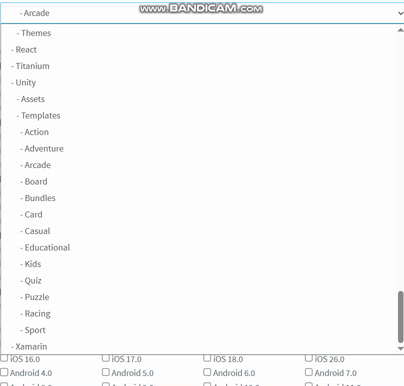 - Arcade
www.BANDICAM.com
- Themes
- React
- Titanium
- Unity
- Assets
- Templates
- Action
- Adventure
- Arcade
- Board
- Bundles
- Card
- Casual
- Educational
- Kids
- Quiz
- Puzzle
- Racing
- Sport
- Xamarin
iOS 16.0 iOS 17.0 iOS 18.0 iOS 26.0
Android 4.0 Android 5.0 Android 6.0 Android 7.0